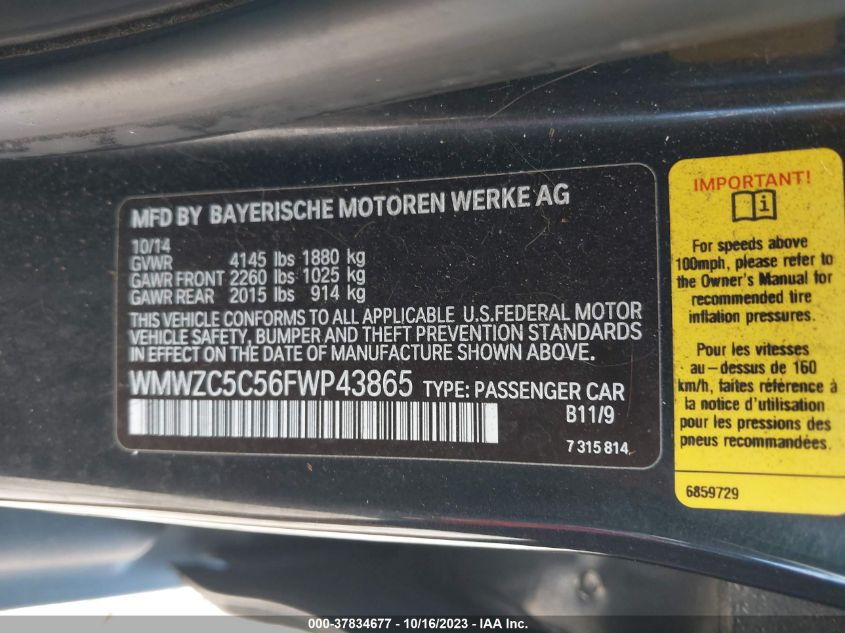 MFD BY BAYERISCHE MOTOREN WERKE AG
10/14
GVWR 4145 lbs 1880 kg
GAWR FRONT 2260 lbs 1025 kg
GAWR REAR 2015 lbs 914 kg
THIS VEHICLE CONFORMS TO ALL APPLICABLE U.S.FEDERAL MOTOR
VEHICLE SAFETY, BUMPER AND THEFT PREVENTION STANDARDS
IN EFFECT ON THE DATE OF MANUFACTURE SHOWN ABOVE.
WMWZC5C56FWP43865 TYPE: PASSENGER CAR
B11/9
7 315 814
IMPORTANT!
For speeds above
100mph, please refer to
the Owner's Manual for
recommended tire
inflation pressures.
Pour les vitesses
au-dessus de 160
km/h, faites référence à
la notice d'utilisation
pour les pressions des
pneus recommandées.
6859729
000-37834677 - 10/16/2023 - IAA Inc.